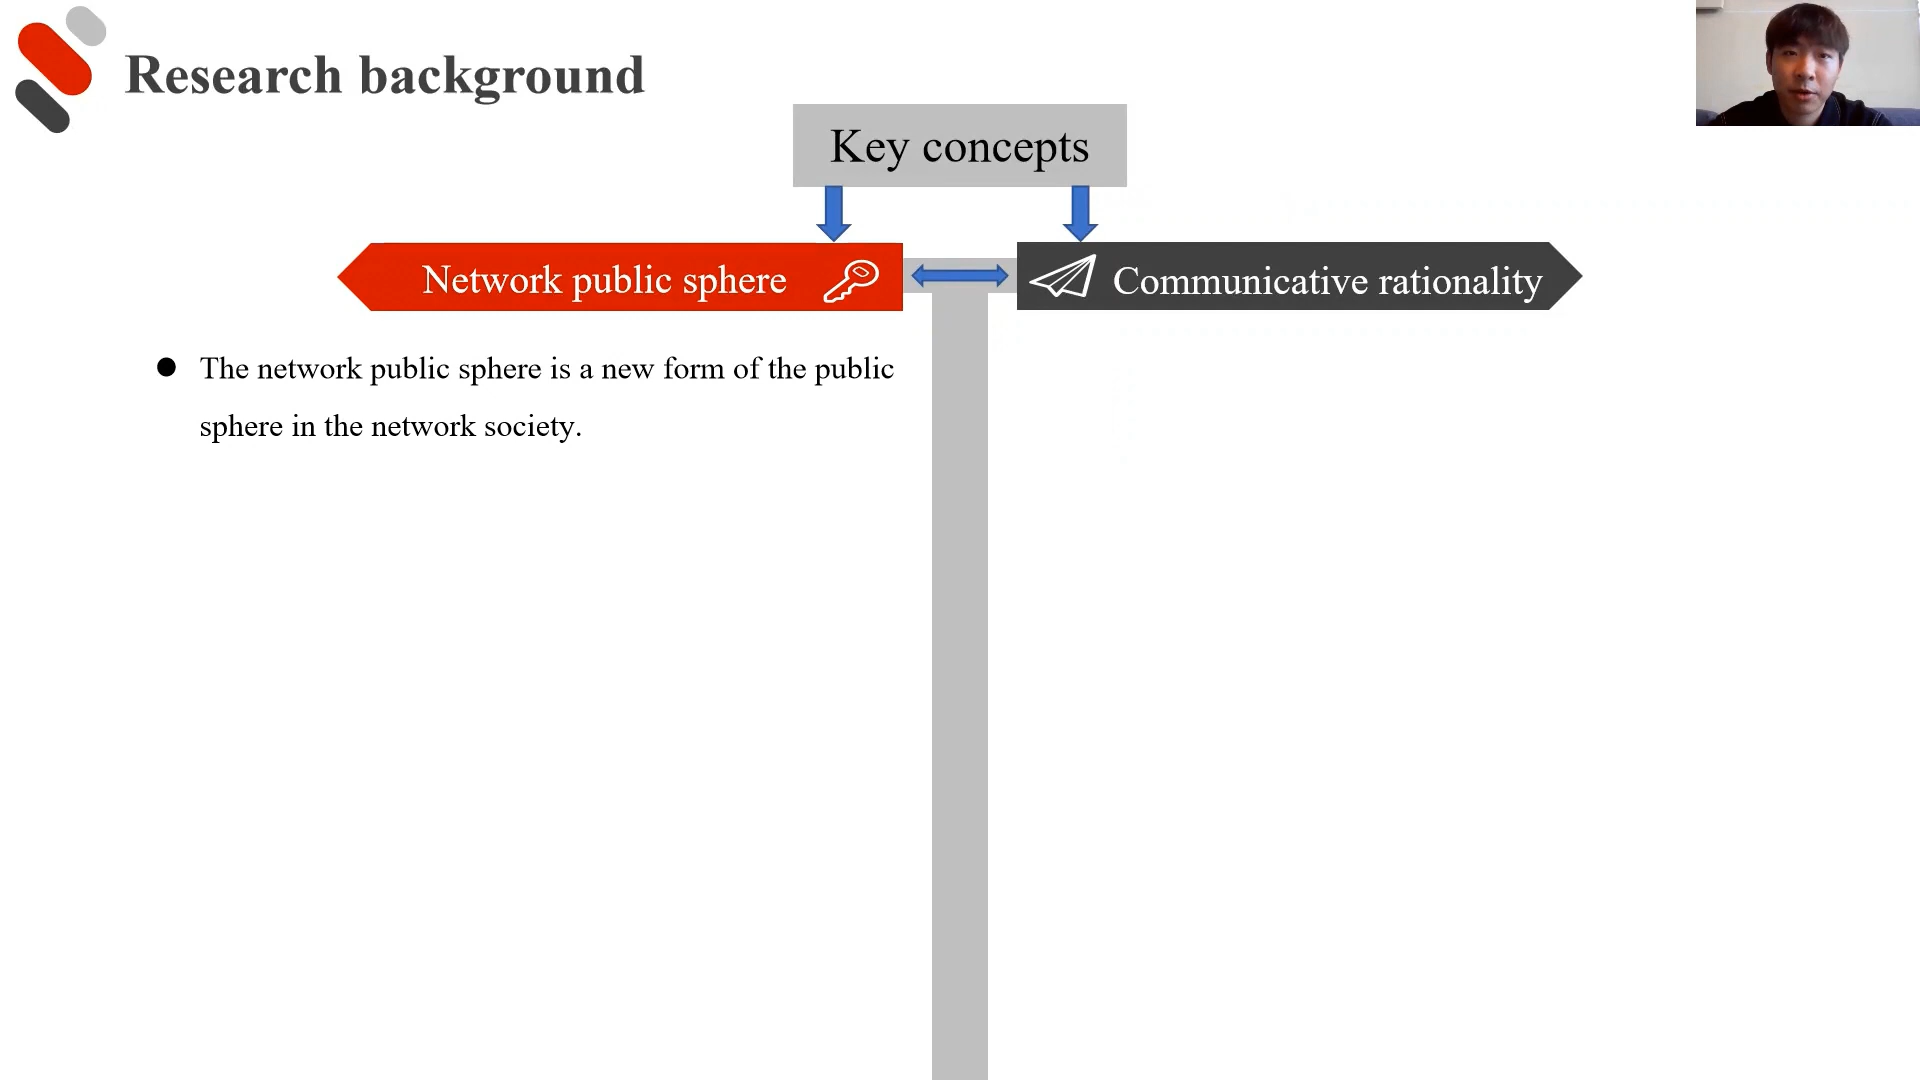 Research background
Key concepts
Network public sphere
Communicative rationality
The network public sphere is a new form of the public
sphere in the network society.